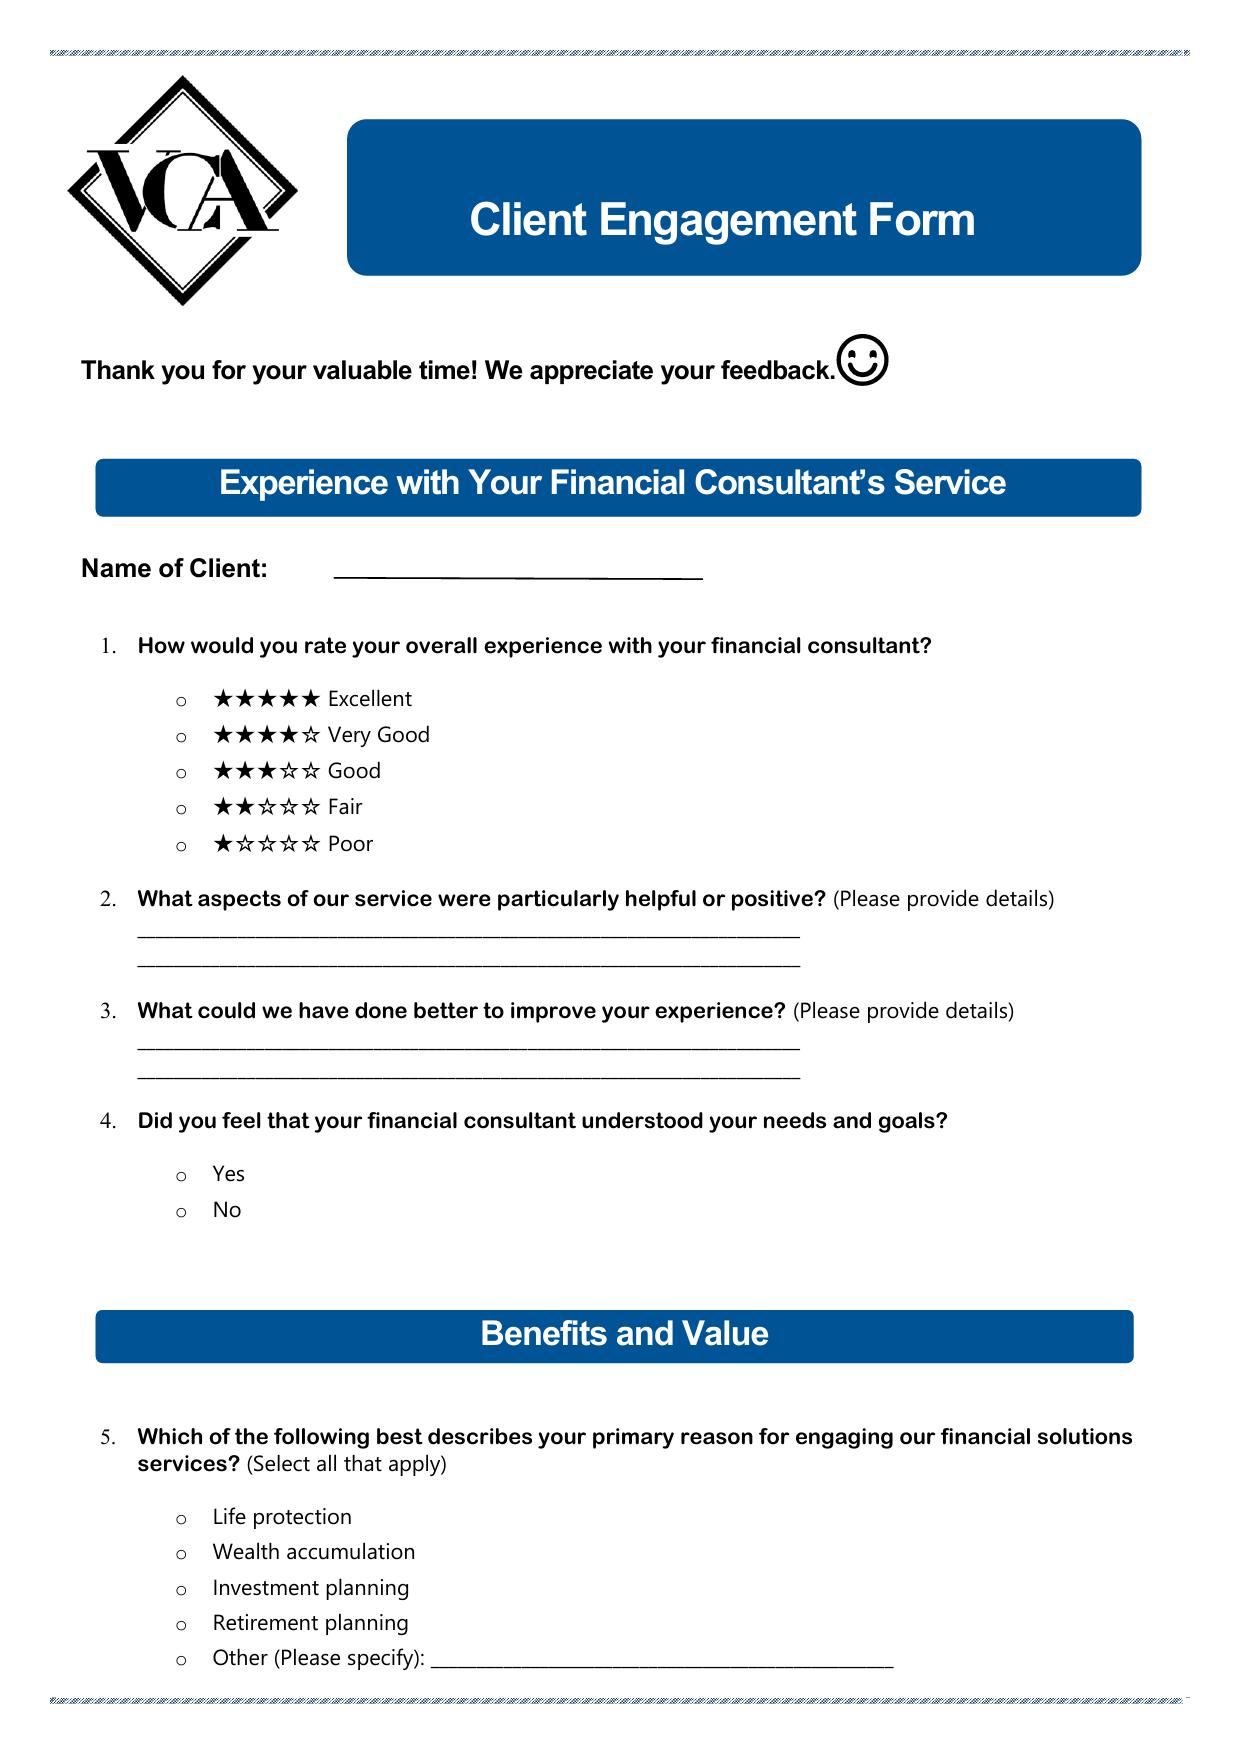 VCA
Client Engagement Form
Thank you for your valuable time! We appreciate your feedback.
Experience with Your Financial Consultant’s Service
Name of Client: ____________________
1. How would you rate your overall experience with your financial consultant?
o ★★★★★ Excellent
o ★★★★☆ Very Good
o ★★★☆☆ Good
o ★★☆☆☆ Fair
o ★☆☆☆☆ Poor
2. What aspects of our service were particularly helpful or positive? (Please provide details)
____________________________________________________________
____________________________________________________________
3. What could we have done better to improve your experience? (Please provide details)
____________________________________________________________
____________________________________________________________
4. Did you feel that your financial consultant understood your needs and goals?
o Yes
o No
Benefits and Value
5. Which of the following best describes your primary reason for engaging our financial solutions
services? (Select all that apply)
o Life protection
o Wealth accumulation
o Investment planning
o Retirement planning
o Other (Please specify): __________________________________________